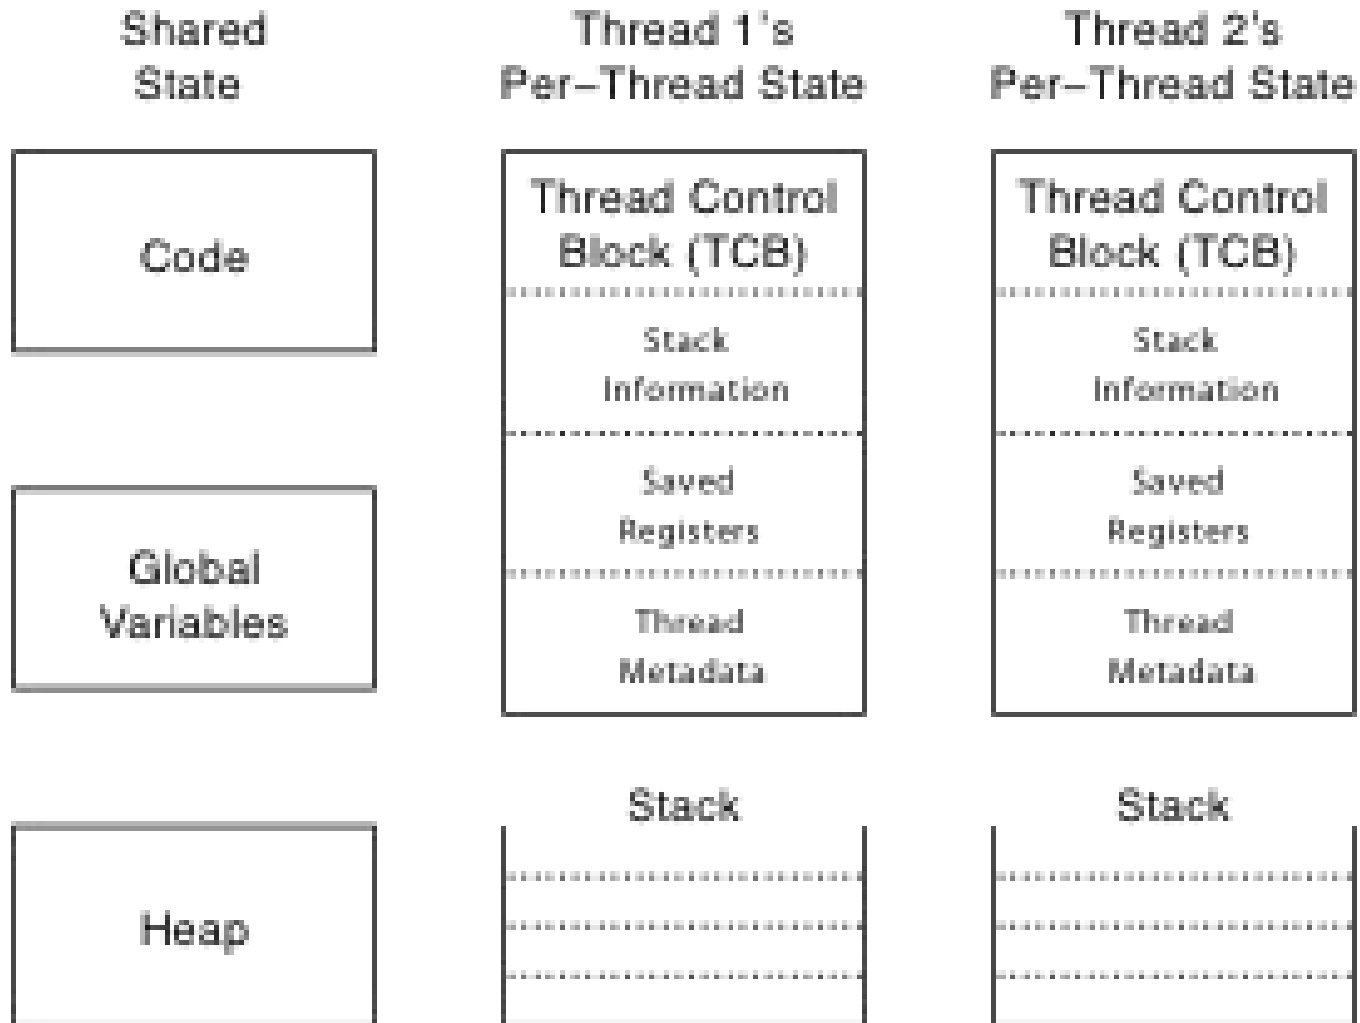 Shared
State
Thread 1's
Per-Thread State
Thread 2's
Per-Thread State
Code
Global
Variables
Heap
Thread Control
Block (TCB)
Stack
Information
Saved
Registers
Thread
Metadata
Stack
Thread Control
Block (TCB)
Stack
Information
Saved
Registers
Thread
Metadata
Stack